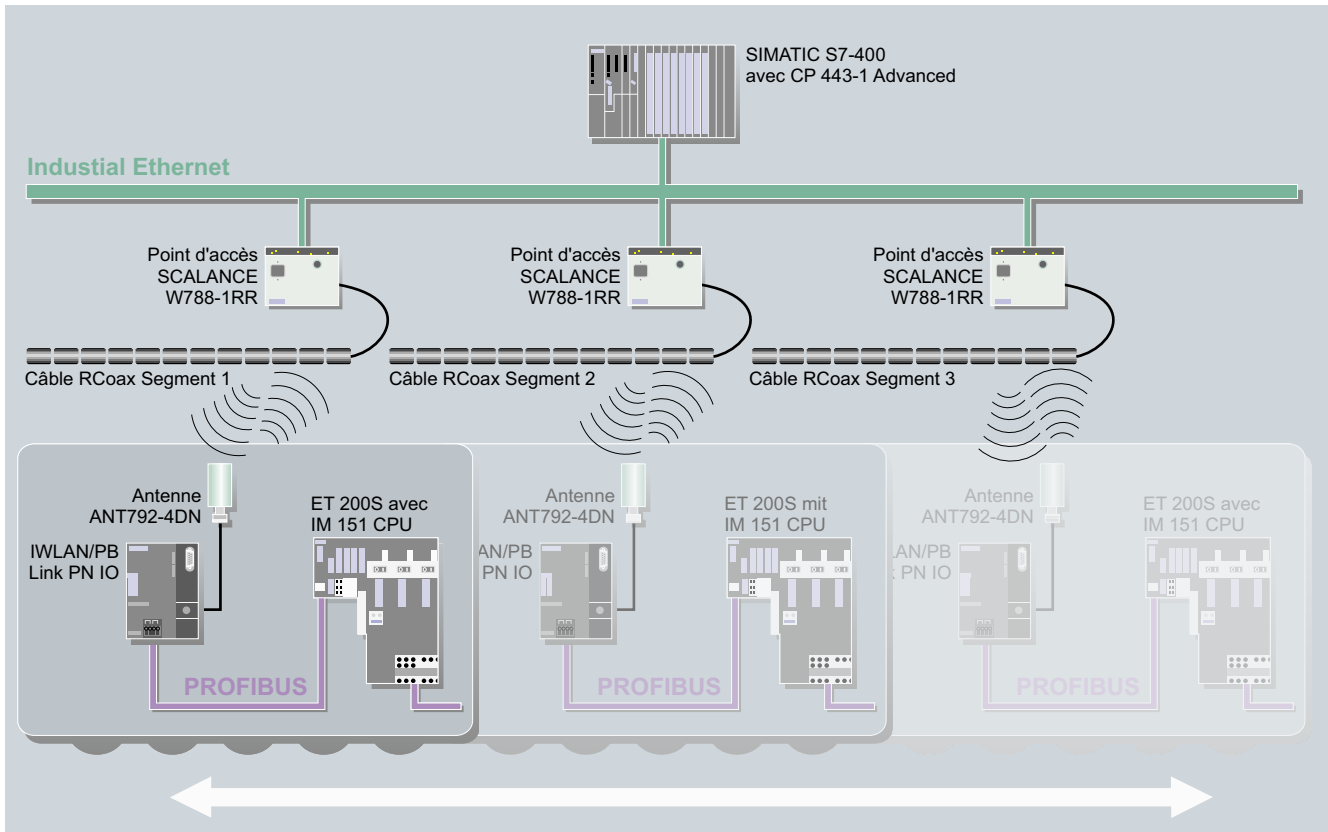 SIMATIC S7-400
avec CP 443-1 Advanced
Industial Ethernet
Point d'accès
SCALANCE
W788-1RR
Point d'accès
SCALANCE
W788-1RR
Point d'accès
SCALANCE
W788-1RR
Câble RCoax Segment 1
Câble RCoax Segment 2
Câble RCoax Segment 3
Antenne
ANT792-4DN
IWLAN/PB
Link PN IO
ET 200S avec
IM 151 CPU
PROFIBUS
Antenne
ANT792-4DN
AN/PB
PN IO
ET 200S mit
IM 151 CPU
PROFIBUS
Antenne
ANT792-4DN
LAN/PB
PN IO
ET 200S avec
IM 151 CPU
PROFIBUS